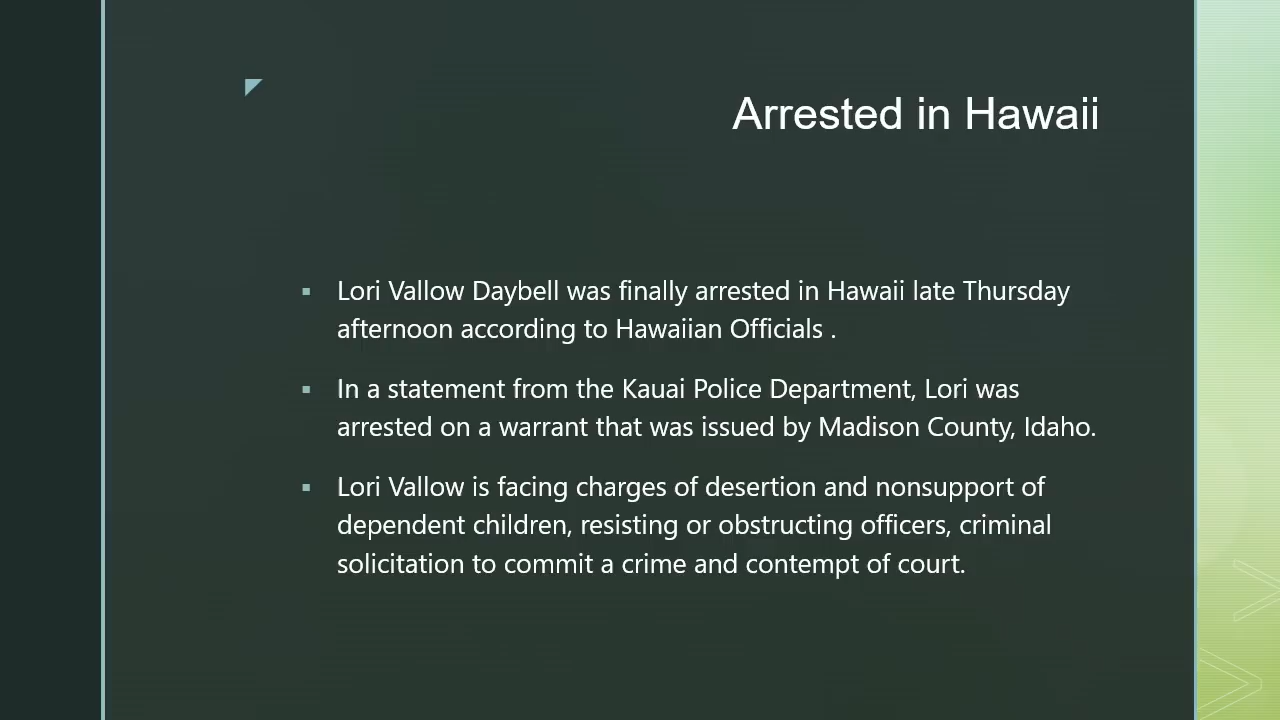 Arrested in Hawaii
▪ Lori Vallow Daybell was finally arrested in Hawaii late Thursday
afternoon according to Hawaiian Officials .
▪ In a statement from the Kauai Police Department, Lori was
arrested on a warrant that was issued by Madison County, Idaho.
▪ Lori Vallow is facing charges of desertion and nonsupport of
dependent children, resisting or obstructing officers, criminal
solicitation to commit a crime and contempt of court.